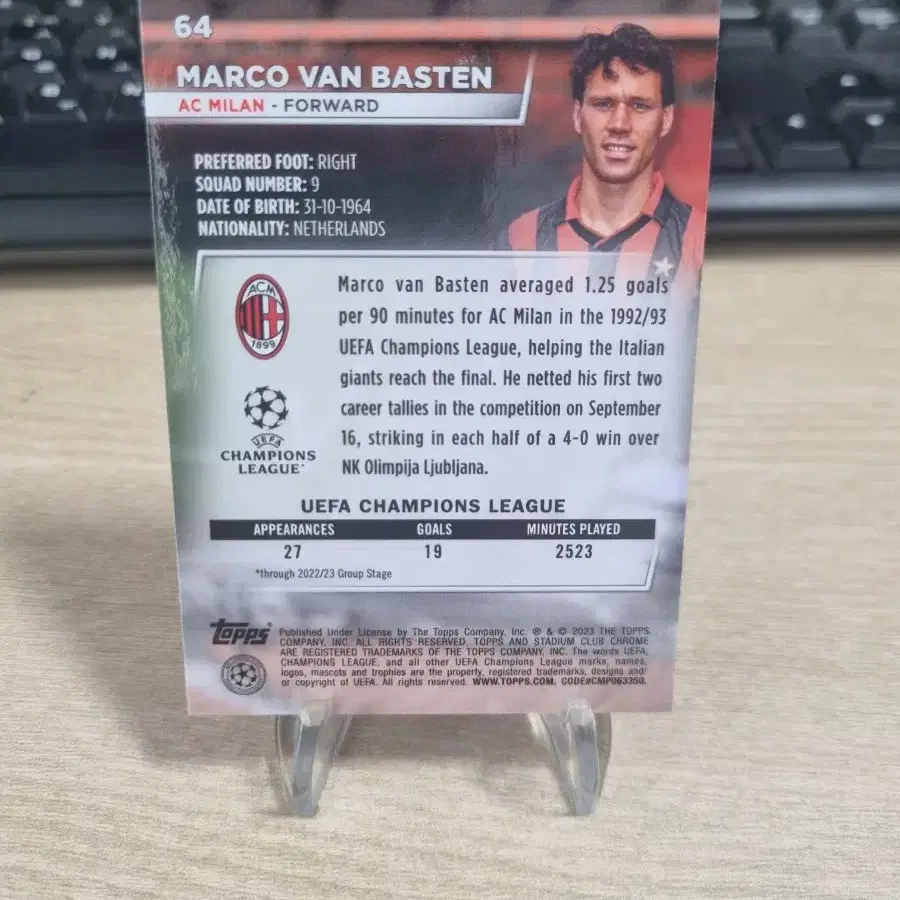 64
MARCO VAN BASTEN
AC MILAN - FORWARD
PREFERRED FOOT: RIGHT
SQUAD NUMBER: 9
DATE OF BIRTH: 31-10-1964
NATIONALITY: NETHERLANDS
ACM
1899
UEFA
CHAMPIONS
LEAGUE
Marco van Basten averaged 1.25 goals
per 90 minutes for AC Milan in the 1992/93
UEFA Champions League, helping the Italian
giants reach the final. He netted his first two
career tallies in the competition on September
16, striking in each half of a 4-0 win over
NK Olimpija Ljubljana.
UEFA CHAMPIONS LEAGUE
APPEARANCES GOALS MINUTES PLAYED
27 19 2523
*through 2022/23 Group Stage
topps
Published Under License by The Topps Company, Inc. ® & © 2023 THE TOPPS
COMPANY, INC. ALL RIGHTS RESERVED. TOPPS AND STADIUM CLUB CHROME
ARE REGISTERED TRADEMARKS OF THE TOPPS COMPANY, INC. The words UEFA,
CHAMPIONS LEAGUE, and all other UEFA Champions League marks, names,
logos, mascots and trophies are the property, registered trademarks, designs and/
or copyright of UEFA. All rights reserved. WWW.TOPPS.COM. CODE#CMP063350.